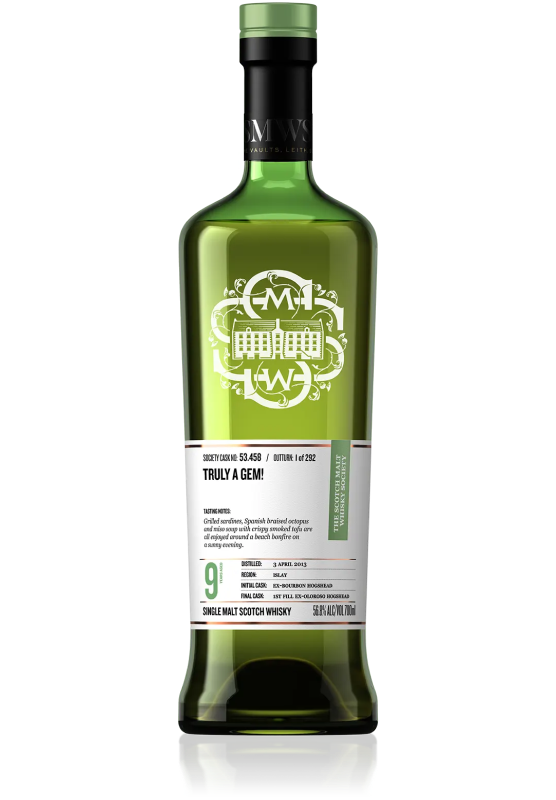 SMWS
VAULTS. LEITH
M
W
SOCIETY CASK NO: 53.458 / OUTTURN: 1 of 292
TRULY A GEM!
THE SCOTCH MALT
WHISKY SOCIETY
TASTING NOTES:
Grilled sardines, Spanish braised octopus
and miso soup with crispy smoked tofu are
all enjoyed around a beach bonfire on
a sunny evening.
9 YEARS
DISTILLED: 3 APRIL 2013
REGION: ISLAY
INITIAL CASK: EX-BOURBON HOGSHEAD
FINAL CASK: 1ST FILL EX-OLOROSO HOGSHEAD
SINGLE MALT SCOTCH WHISKY 56.8% ALC/VOL 700ml